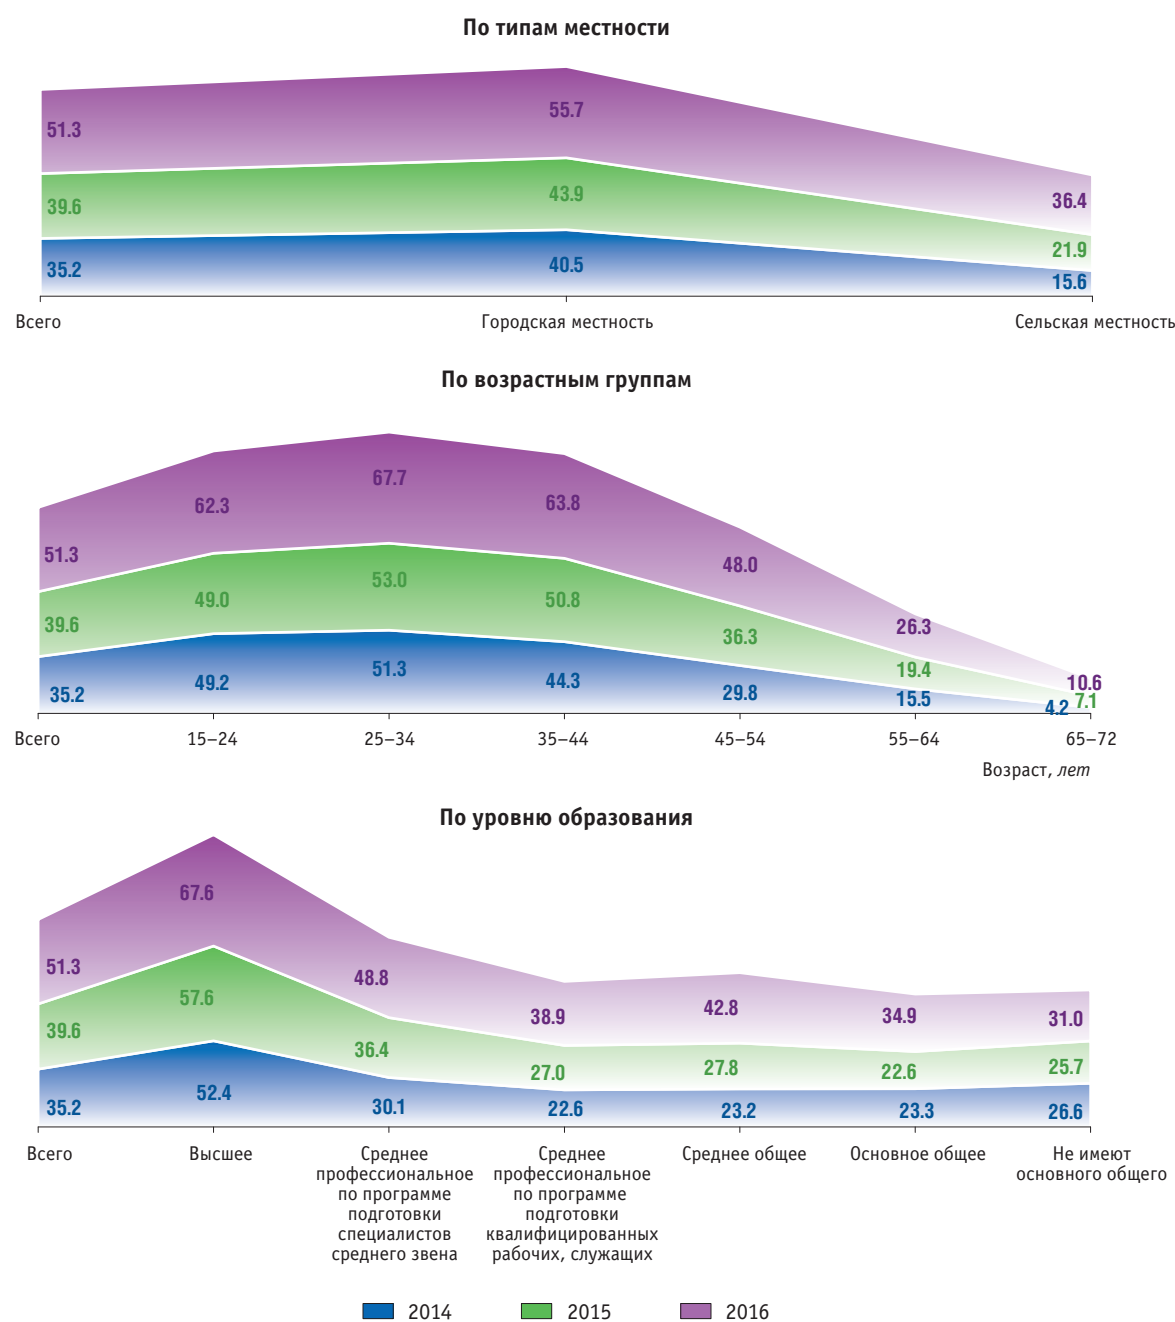 По типам местности
51.3
55.7
36.4
39.6
43.9
21.9
35.2
40.5
15.6
Всего
Городская местность
Сельская местность
По возрастным группам
51.3
62.3
67.7
63.8
48.0
26.3
10.6
39.6
49.0
53.0
50.8
36.3
19.4
7.1
35.2
49.2
51.3
44.3
29.8
15.5
4.2
Всего
15–24
25–34
35–44
45–54
55–64
65–72
Возраст, лет
По уровню образования
51.3
67.6
48.8
38.9
42.8
34.9
31.0
39.6
57.6
36.4
27.0
27.8
22.6
25.7
35.2
52.4
30.1
22.6
23.2
23.3
26.6
Всего
Высшее
Среднее
профессиональное
по программе
подготовки
специалистов
среднего звена
Среднее
профессиональное
по программе
подготовки
квалифицированных
рабочих, служащих
Среднее общее
Основное общее
Не имеют
основного общего
2014
2015
2016